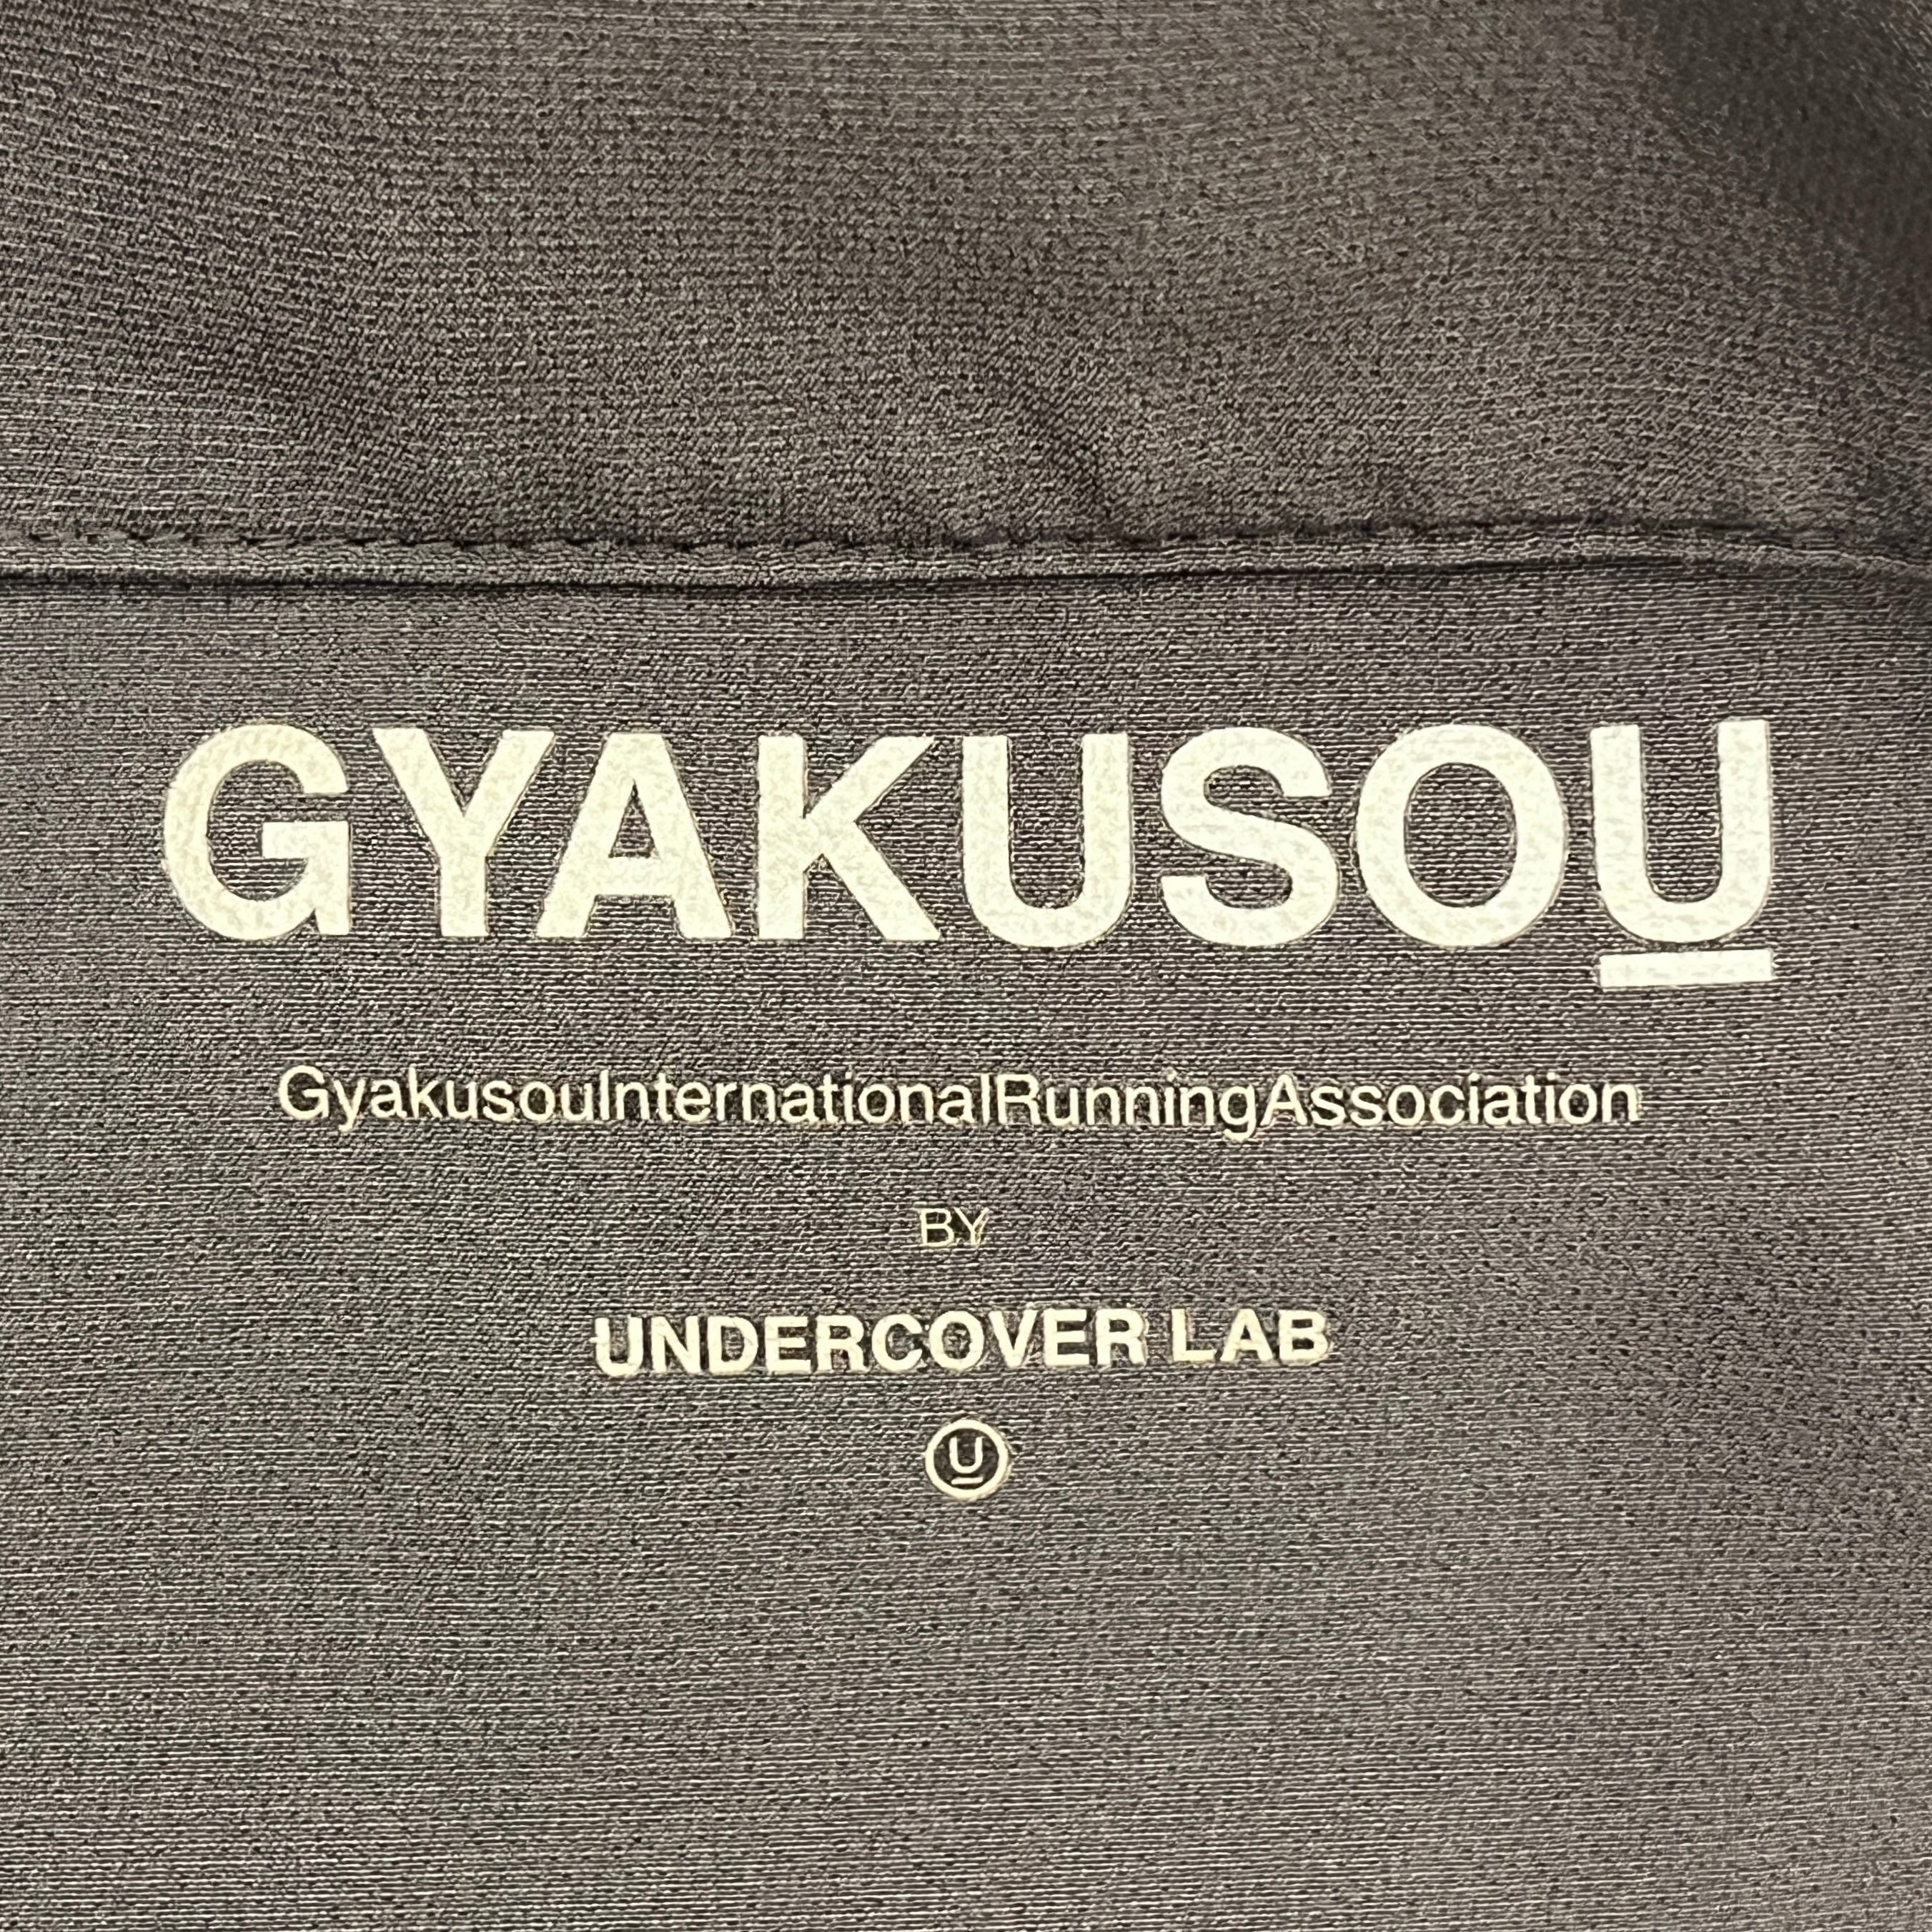 GYAKUSOU
GyakusouInternationalRunningAssociation
BY
UNDERCOVER LAB
U